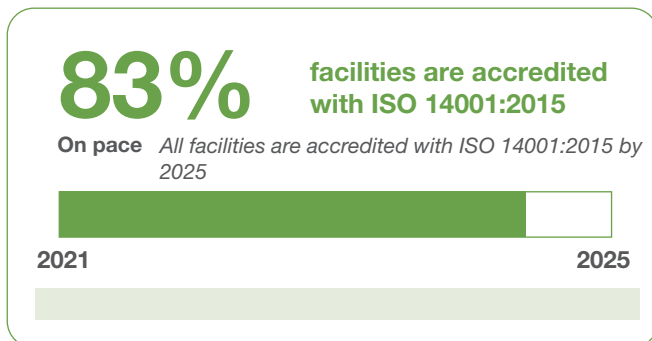 83%
facilities are accredited
with ISO 14001:2015
On pace All facilities are accredited with ISO 14001:2015 by
2025
2021
2025